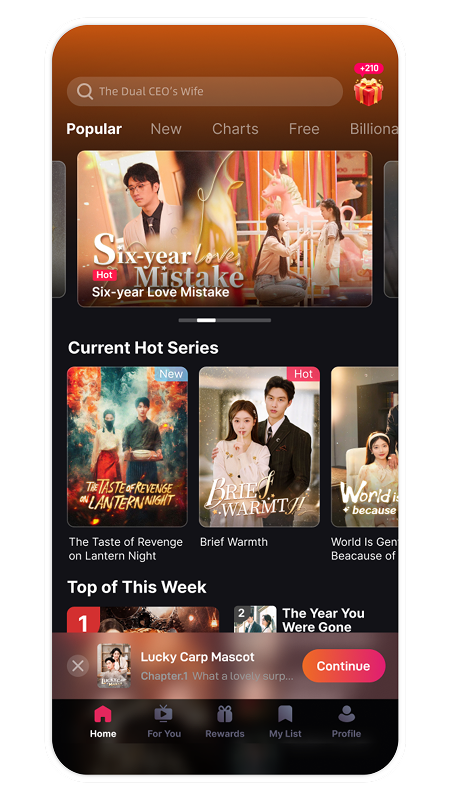 +210
The Dual CEO's Wife
Popular New Charts Free Billiona
Six-year love
Mistake
Hot
Six-year Love Mistake
Current Hot Series
New
THE TASTE OF REVENGE
ON LANTERN NIGHT
Hot
BRIEF
WARMTH
World is
because
The Taste of Revenge
on Lantern Night
Brief Warmth
World Is Gen
Beacause of
Top of This Week
1
2
The Year You
Were Gone
Lucky Carp Mascot
Chapter.1 What a lovely surp...
Continue
Home For You Rewards My List Profile